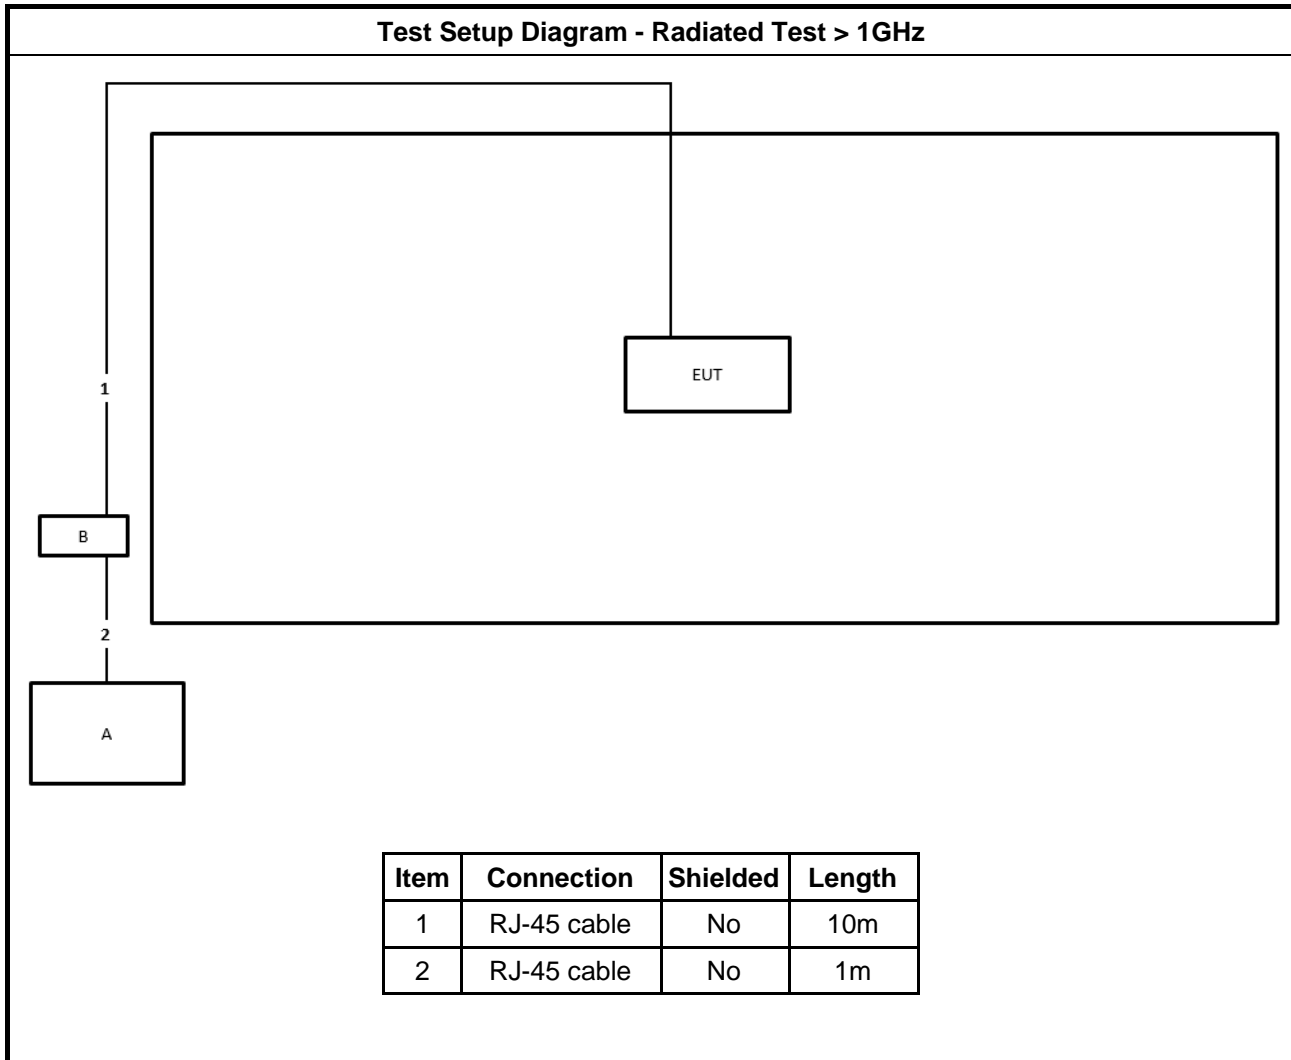 Test Setup Diagram - Radiated Test > 1GHz
1
EUT
B
2
A
Item Connection Shielded Length
1 RJ-45 cable No 10m
2 RJ-45 cable No 1m